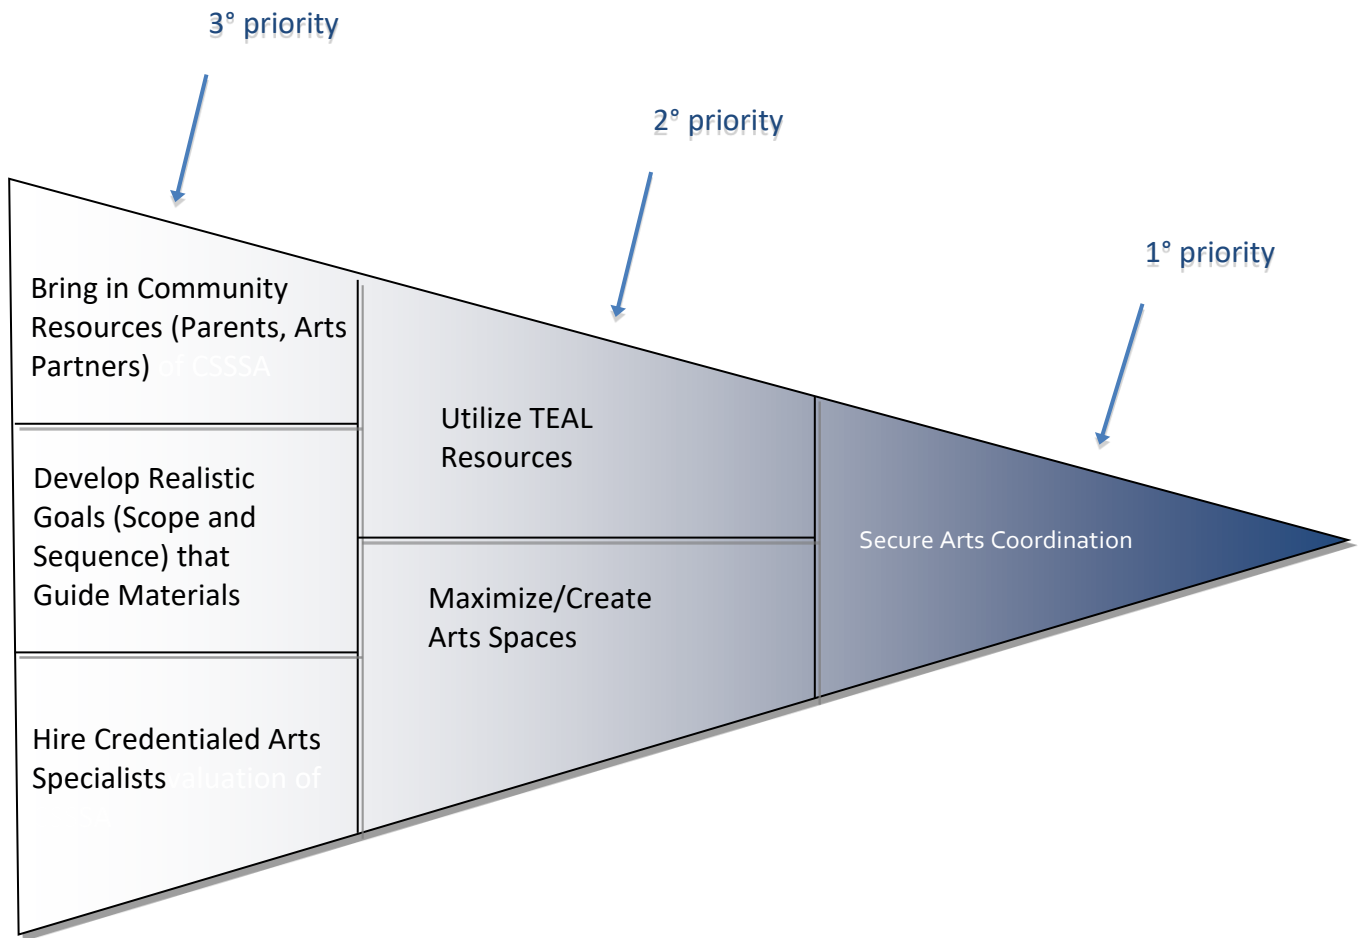 3° priority
2° priority
1° priority
Bring in Community
Resources (Parents, Arts
Partners) of CSSSA
Develop Realistic
Goals (Scope and
Sequence) that
Guide Materials
Hire Credentialed Arts
Specialists valuation of
Utilize TEAL
Resources
Maximize/Create
Arts Spaces
Secure Arts Coordination